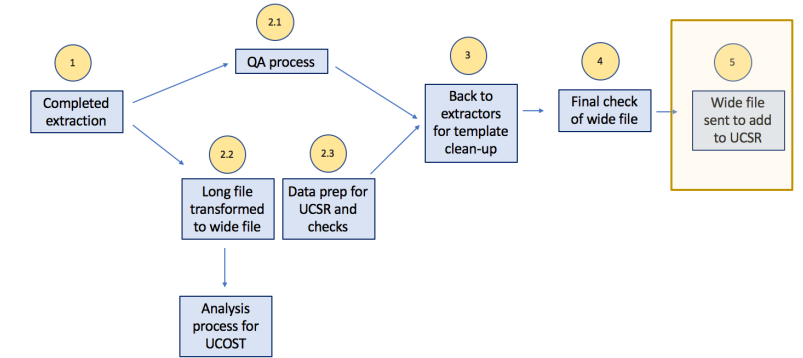 1
Completed
extraction
2.1
QA process
2.2
Long file
transformed
to wide file
2.3
Data prep for
UCSR and
checks
Analysis
process for
UCOST
3
Back to
extractors
for template
clean-up
4
Final check
of wide file
5
Wide file
sent to add
to UCSR